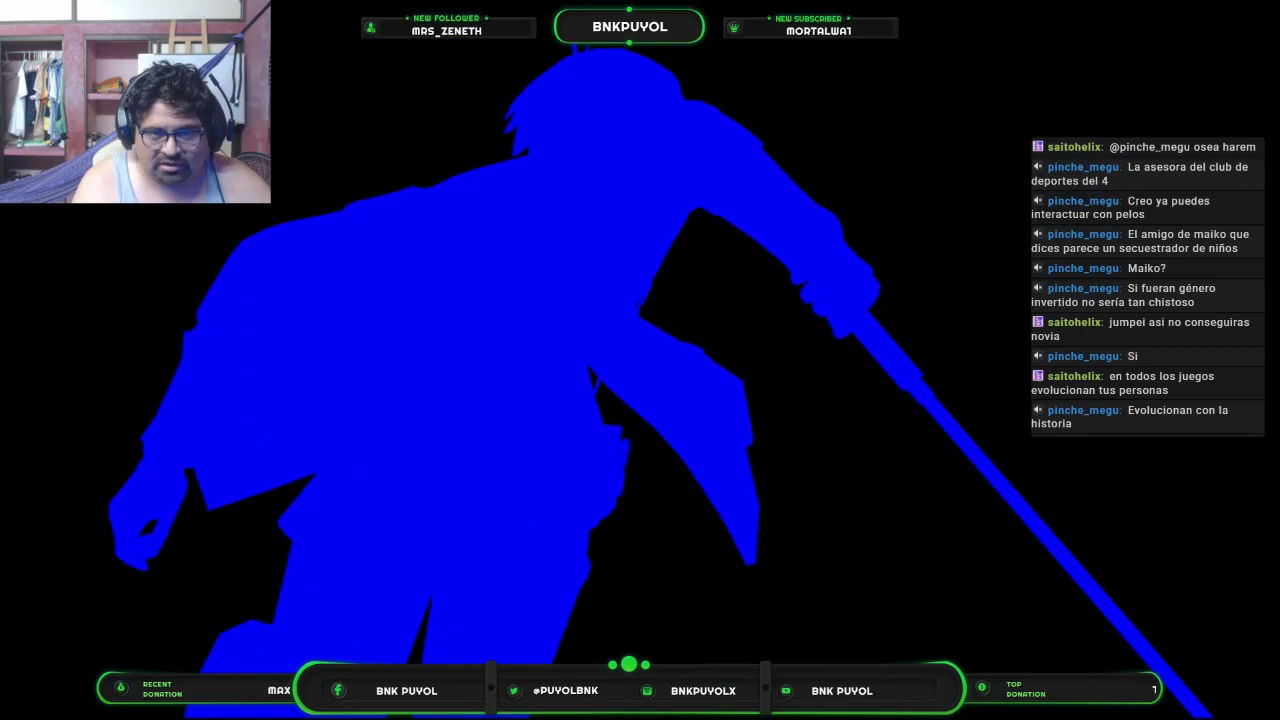 NEW FOLLOWER
MRS_ZENETH
BNKPUYOL
NEW SUBSCRIBER
MORTALWA1
saitohelix: @pinche_megu osea harem
pinche_megu: La asesora del club de
deportes del 4
pinche_megu: Creo ya puedes
interactuar con pelos
pinche_megu: El amigo de maiko que
dices parece un secuestrador de niños
pinche_megu: Maiko?
pinche_megu: Si fueran género
invertido no sería tan chistoso
saitohelix: jumpei asi no conseguiras
novia
pinche_megu: Si
saitohelix: en todos los juegos
evolucionan tus personas
pinche_megu: Evolucionan con la
historia
RECENT
DONATION
MAX
BNK PUYOL
@PUYOLBNK
BNKPUYOLX
BNK PUYOL
TOP
DONATION